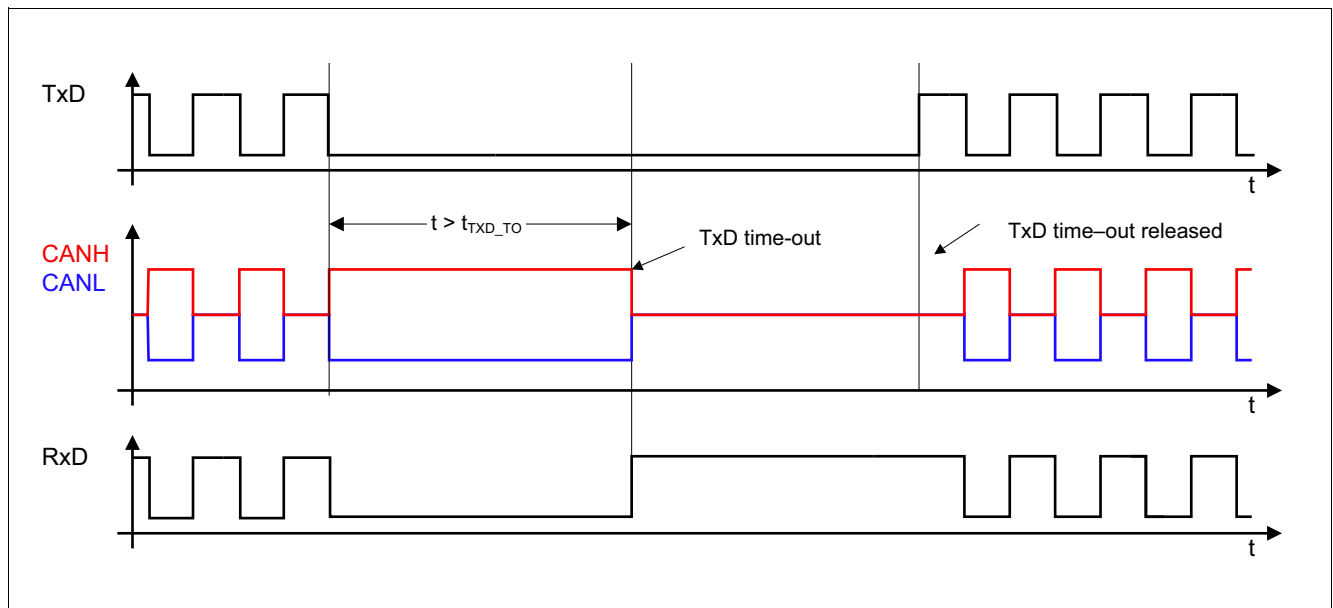 TxD
t
t > tTXD_TO
TxD time-out
TxD time–out released
CANH
CANL
t
RxD
t